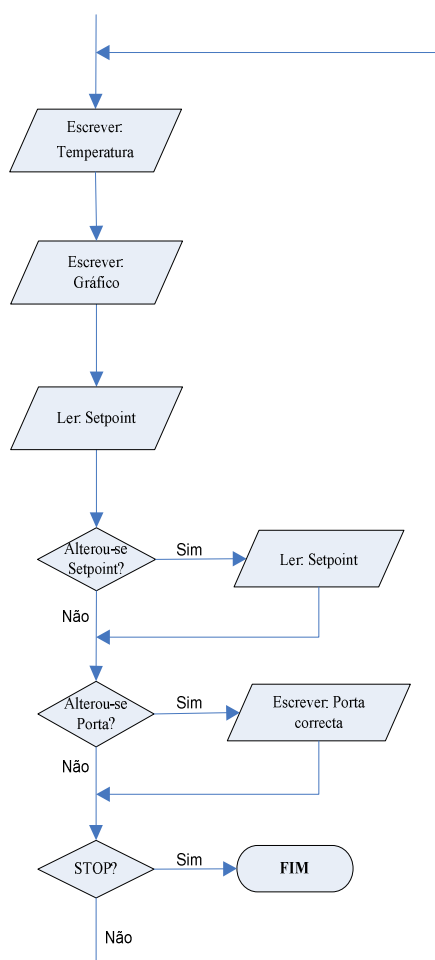 Escrever:
Temperatura
Escrever:
Gráfico
Ler: Setpoint
Alterou-se
Setpoint?
Sim
Ler: Setpoint
Não
Alterou-se
Porta?
Sim
Escrever: Porta
correcta
Não
STOP?
Sim
FIM
Não